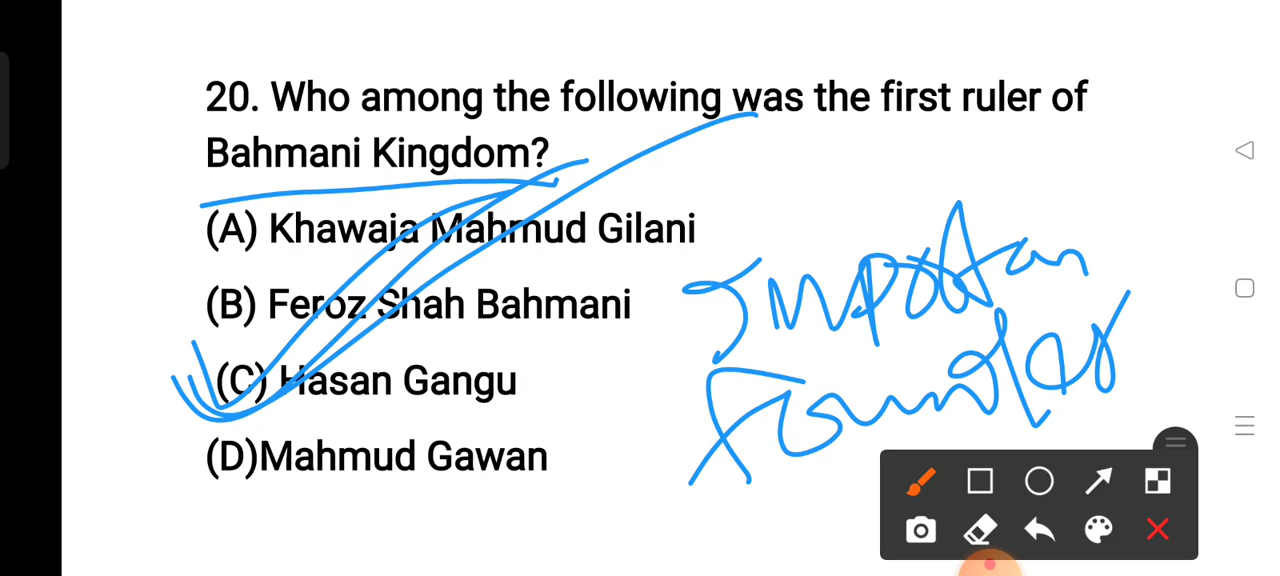 20. Who among the following was the first ruler of
Bahmani Kingdom?
(A) Khawaja Mahmud Gilani
(B) Feroz Shah Bahmani
(C) Hasan Gangu
(D)Mahmud Gawan
Impotan
Founder